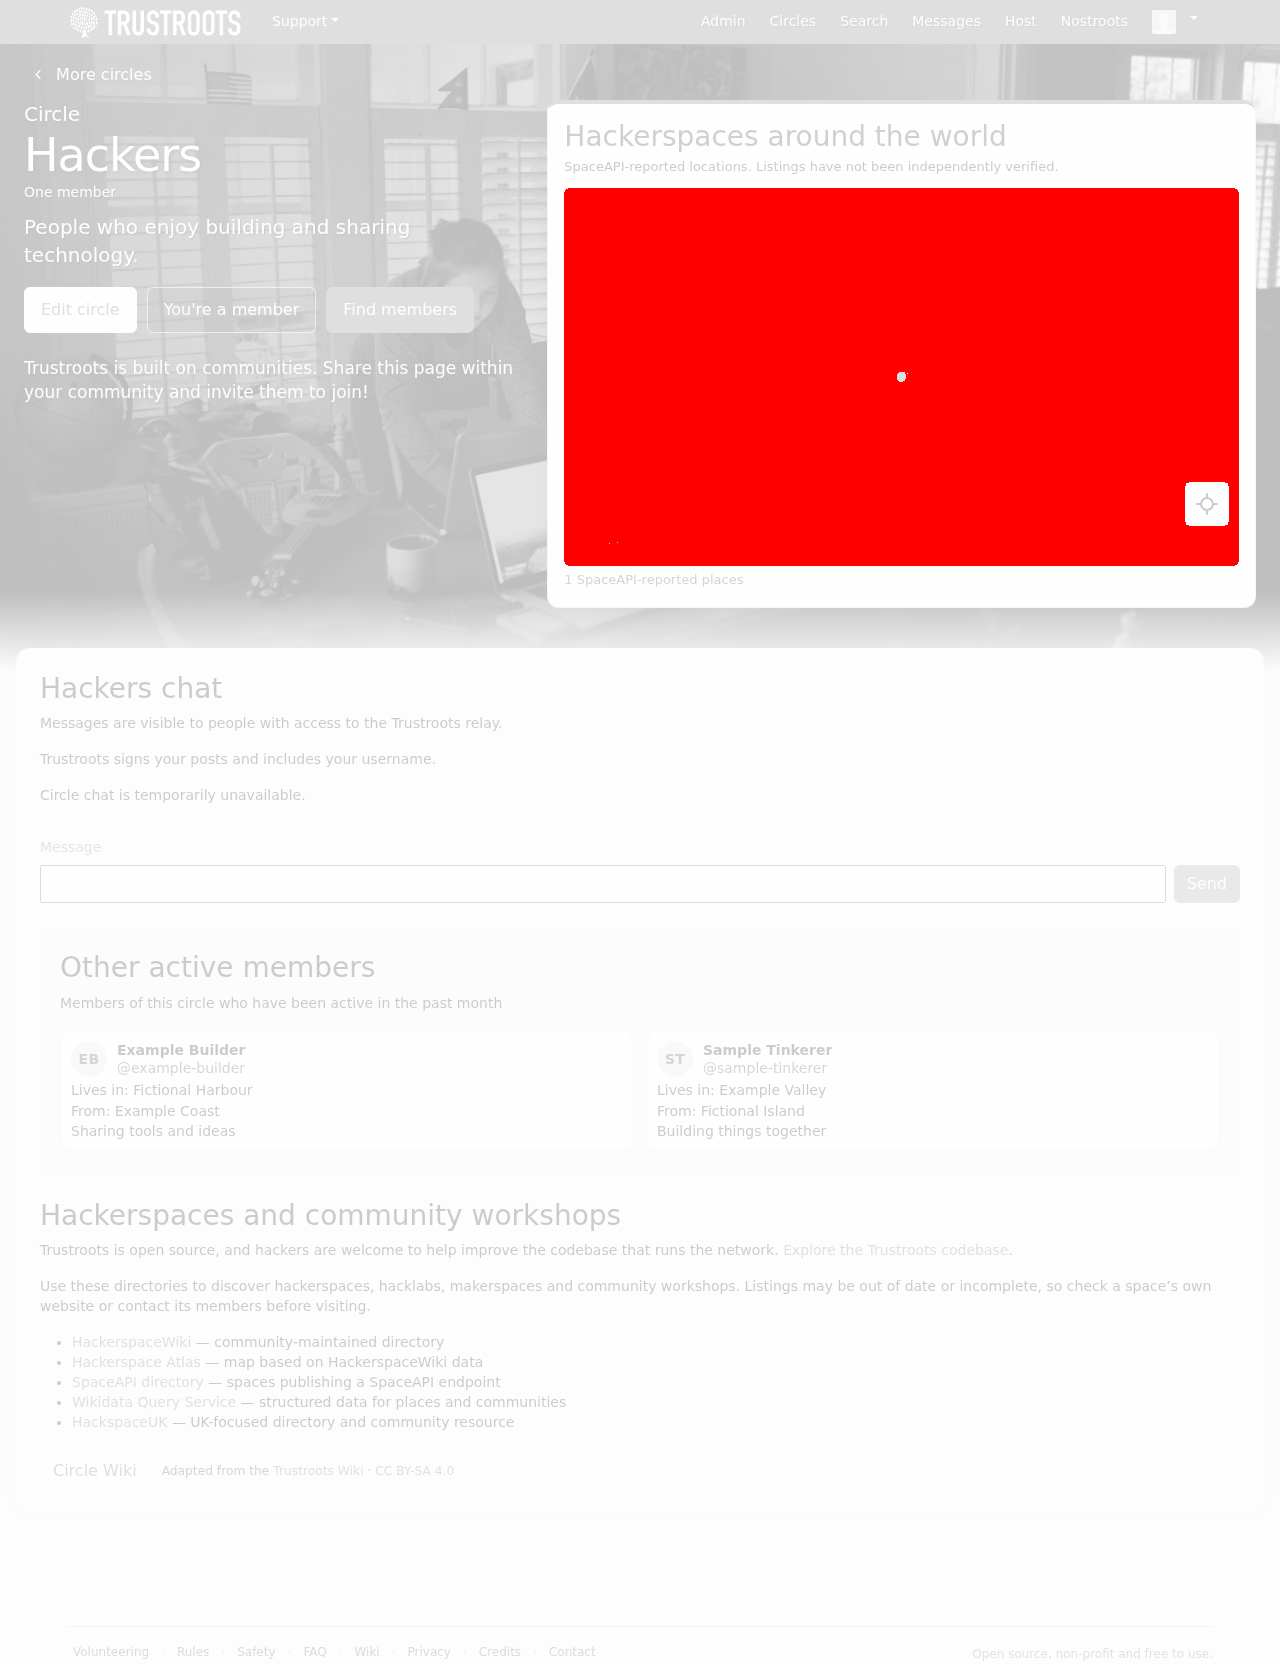 TRUSTROOTS
Support
Admin
Circles
Search
Messages
Host
Nostroots
More circles
Circle
Hackers
One member
People who enjoy building and sharing
technology.
Edit circle
You're a member
Find members
Trustroots is built on communities. Share this page within
your community and invite them to join!
Hackerspaces around the world
SpaceAPI-reported locations. Listings have not been independently verified.
1 SpaceAPI-reported places
Hackers chat
Messages are visible to people with access to the Trustroots relay.
Trustroots signs your posts and includes your username.
Circle chat is temporarily unavailable.
Message
Send
Other active members
Members of this circle who have been active in the past month
EB
Example Builder
@example-builder
Lives in: Fictional Harbour
From: Example Coast
Sharing tools and ideas
ST
Sample Tinkerer
@sample-tinkerer
Lives in: Example Valley
From: Fictional Island
Building things together
Hackerspaces and community workshops
Trustroots is open source, and hackers are welcome to help improve the codebase that runs the network. Explore the Trustroots codebase.
Use these directories to discover hackerspaces, hacklabs, makerspaces and community workshops. Listings may be out of date or incomplete, so check a space’s own
website or contact its members before visiting.
• HackerspaceWiki — community-maintained directory
• Hackerspace Atlas — map based on HackerspaceWiki data
• SpaceAPI directory — spaces publishing a SpaceAPI endpoint
• Wikidata Query Service — structured data for places and communities
• HackspaceUK — UK-focused directory and community resource
Circle Wiki
Adapted from the Trustroots Wiki · CC BY-SA 4.0
Volunteering · Rules · Safety · FAQ · Wiki · Privacy · Credits · Contact
Open source, non-profit and free to use.